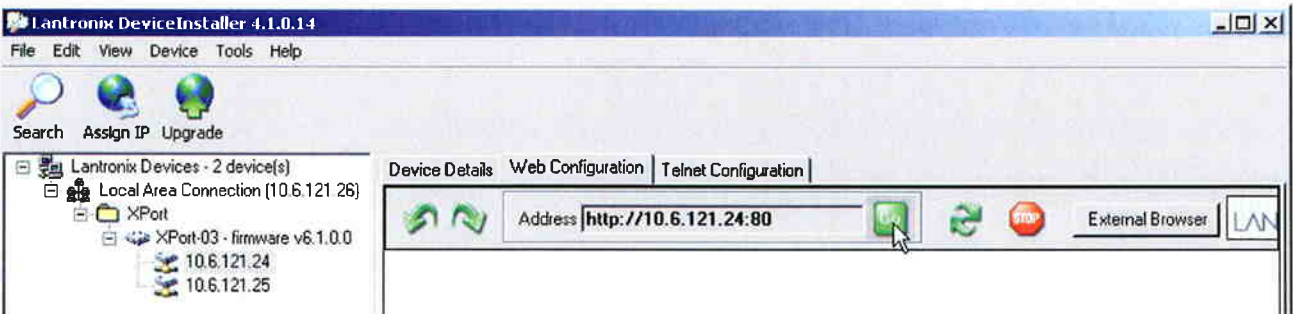 Lantronix DeviceInstaller 4.1.0.14
File Edit View Device Tools Help
Search Assign IP Upgrade
Lantronix Devices - 2 device(s)
Local Area Connection (10.6.121.26)
XPort
XPort-03 - firmware v6.1.0.0
10.6.121.24
10.6.121.25
Device Details Web Configuration Telnet Configuration
Address http://10.6.121.24:80 STOP External Browser LAN